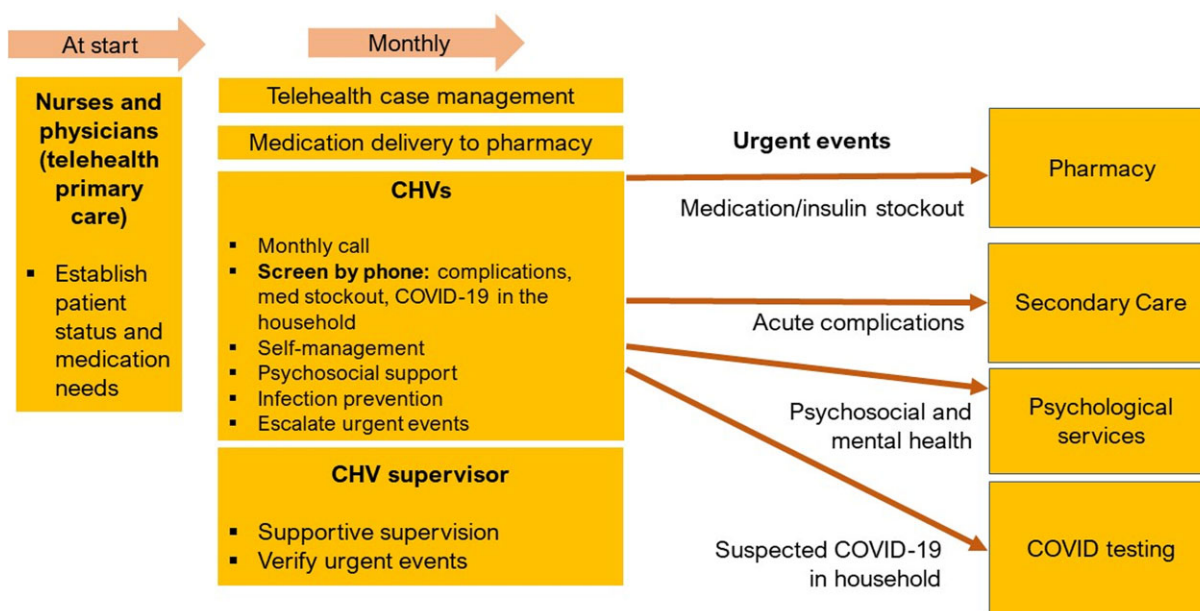 At start
Monthly
Nurses and
physicians
(telehealth
primary
care)
▪ Establish
patient
status and
medication
needs
Telehealth case management
Medication delivery to pharmacy
CHVs
▪ Monthly call
▪ Screen by phone: complications,
med stockout, COVID-19 in the
household
▪ Self-management
▪ Psychosocial support
▪ Infection prevention
▪ Escalate urgent events
CHV supervisor
▪ Supportive supervision
▪ Verify urgent events
Urgent events
Medication/insulin stockout
Acute complications
Psychosocial and
mental health
Suspected COVID-19
in household
Pharmacy
Secondary Care
Psychological
services
COVID testing